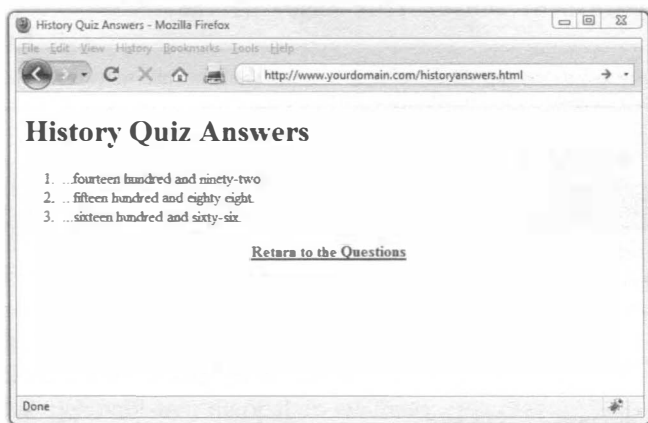 History Quiz Answers - Mozilla Firefox
File Edit View History Bookmarks Tools Help
http://www.yourdomain.com/historyanswers.html
History Quiz Answers
1. ...fourteen hundred and ninety-two
2. ...fifteen hundred and eighty eight.
3. ...sixteen hundred and sixty-six.
Return to the Questions
Done